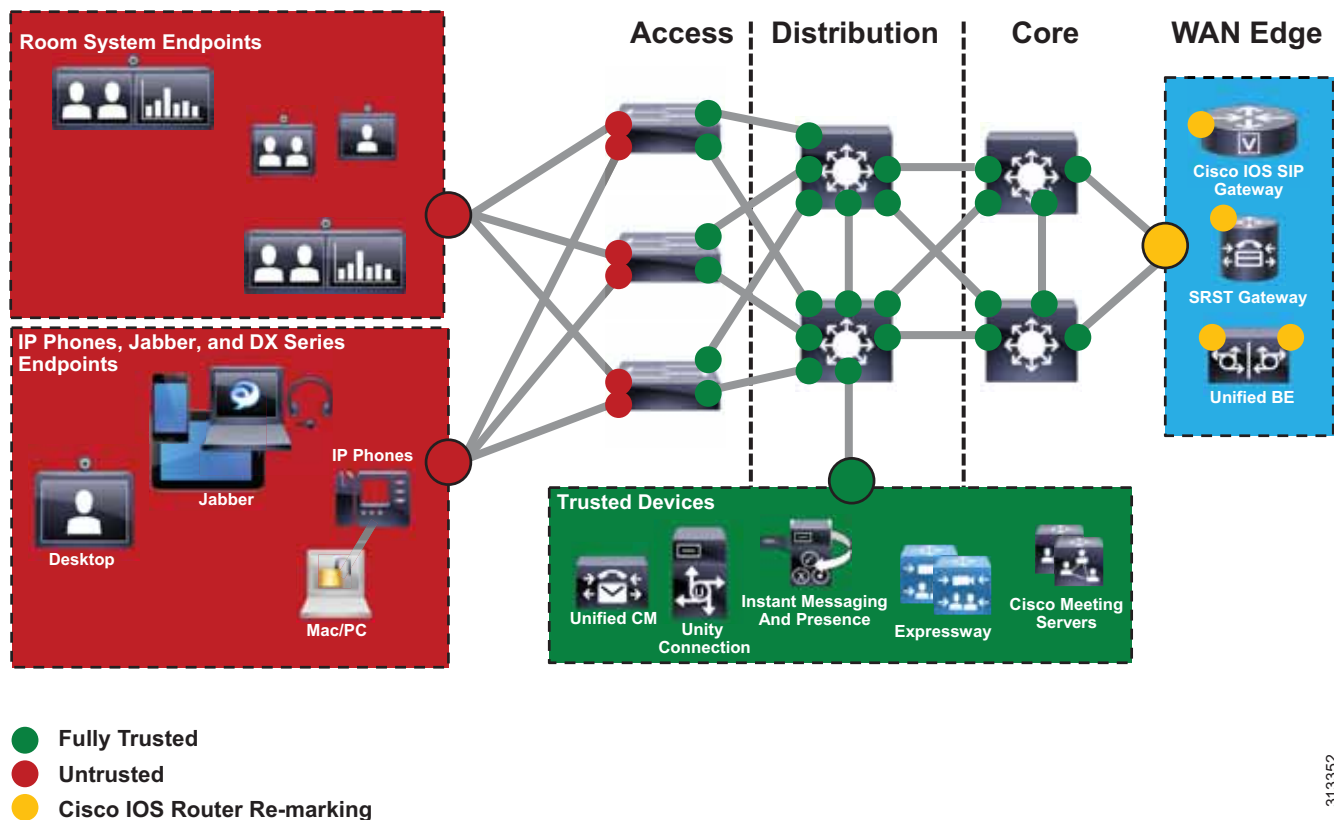 Access
Distribution
Core
WAN Edge
Room System Endpoints
Cisco IOS SIP
Gateway
V
SRST Gateway
Unified BE
IP Phones, Jabber, and DX Series
Endpoints
IP Phones
Jabber
Desktop
Mac/PC
Trusted Devices
Unified CM
U
Unity
Connection
Instant Messaging
And Presence
Expressway
Cisco Meeting
Servers
Fully Trusted
Untrusted
Cisco IOS Router Re-marking
313352